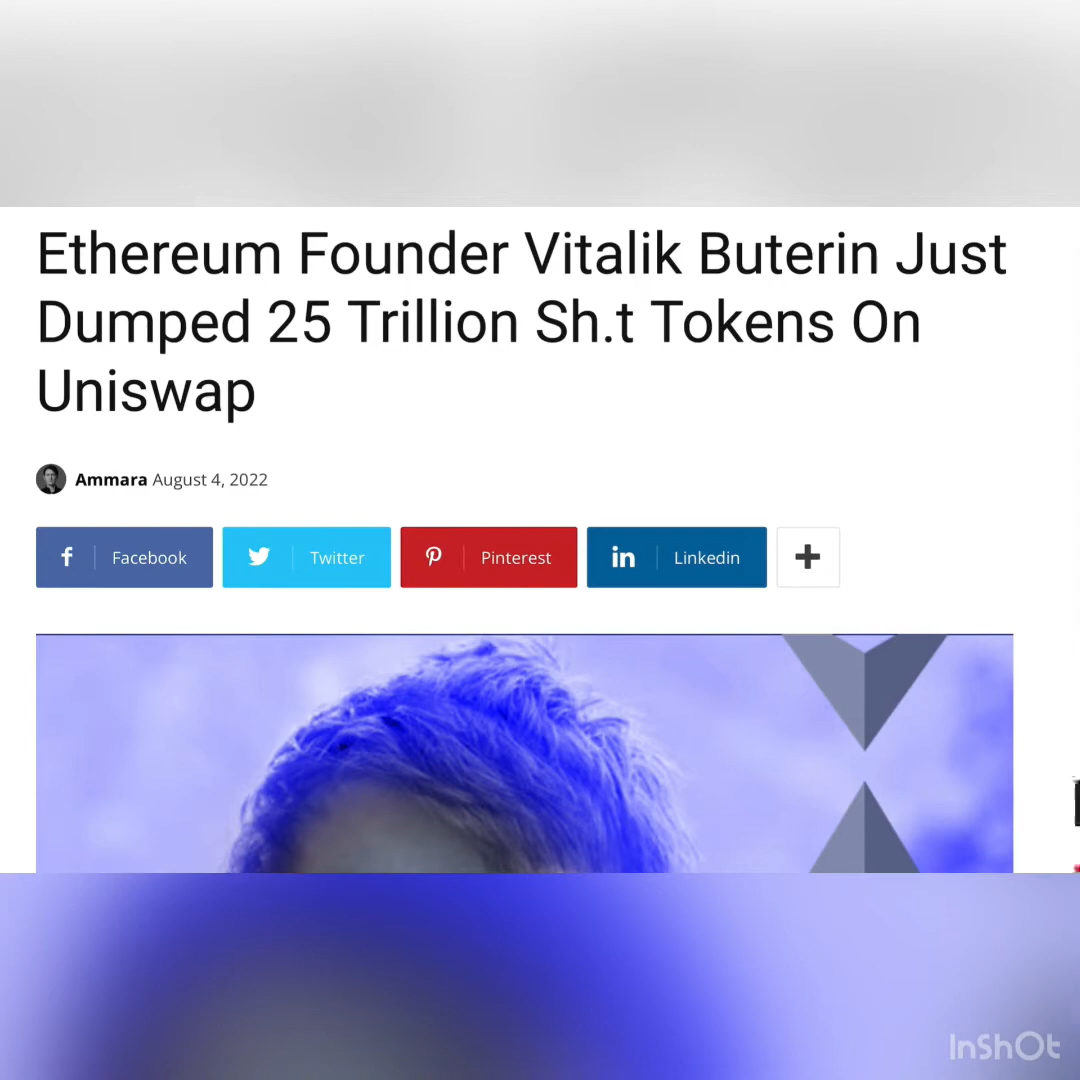 Ethereum Founder Vitalik Buterin Just
Dumped 25 Trillion Sh.t Tokens On
Uniswap
Ammara August 4, 2022
f Facebook Twitter Pinterest in Linkedin +
InShOt